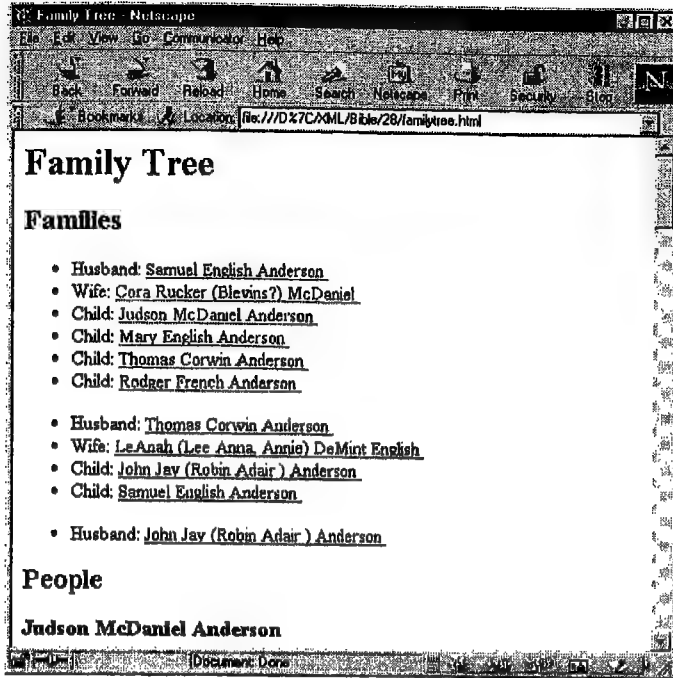 Family Tree - Netscape
File Edit View Go Communicator Help
Back Forward Reload Home Search Netscape Print Security Stop N
Bookmarks Location: file:///D%7C/XML/Bible/28/familytree.html
Family Tree
Families
• Husband: Samuel English Anderson
• Wife: Cora Rucker (Blevins?) McDaniel
• Child: Judson McDaniel Anderson
• Child: Mary English Anderson
• Child: Thomas Corwin Anderson
• Child: Rodger French Anderson
• Husband: Thomas Corwin Anderson
• Wife: LeAnah (Lee Anna, Annie) DeMint English
• Child: John Jay (Robin Adair ) Anderson
• Child: Samuel English Anderson
• Husband: John Jay (Robin Adair ) Anderson
People
Judson McDaniel Anderson
Document: Done